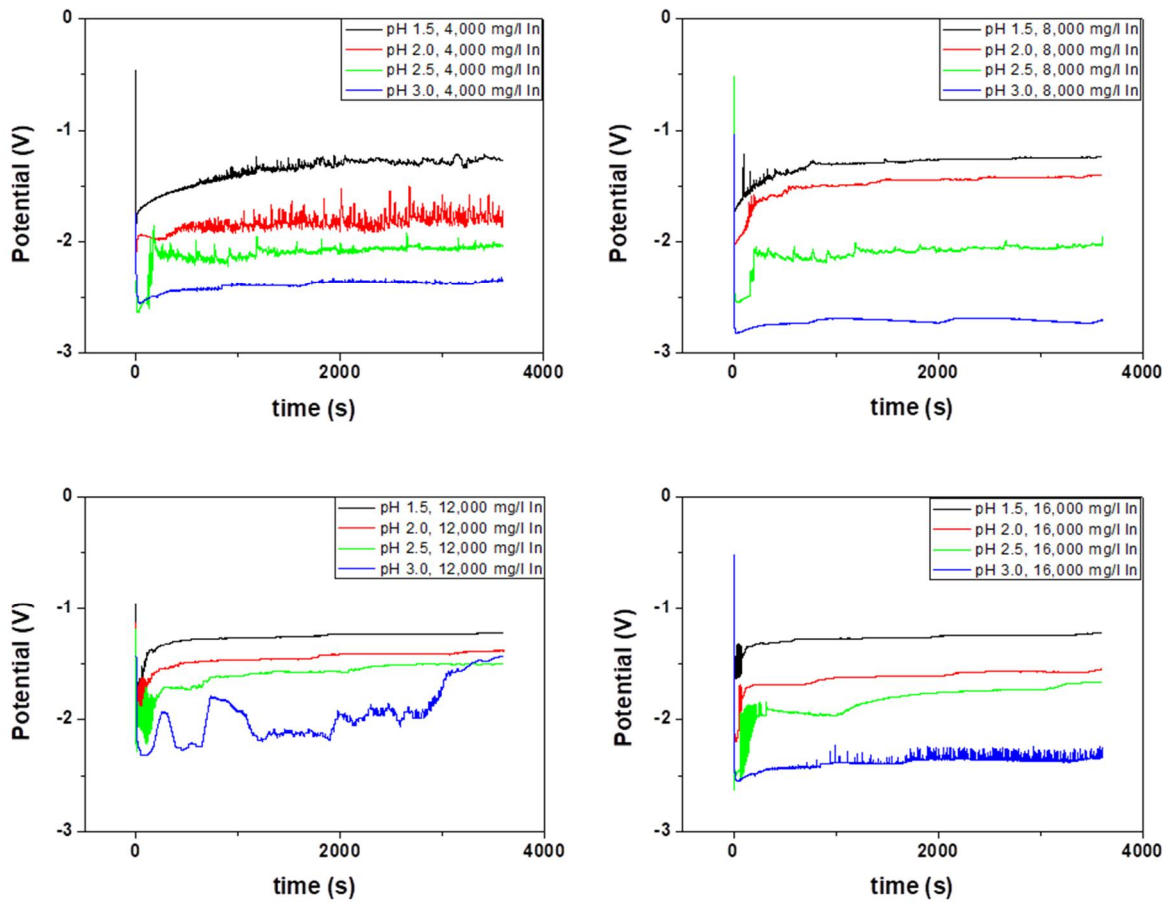 0
-1
-2
-3
Potential (V)
pH 1.5, 4,000 mg/l In
pH 2.0, 4,000 mg/l In
pH 2.5, 4,000 mg/l In
pH 3.0, 4,000 mg/l In
0
2000
4000
time (s)
0
-1
-2
-3
Potential (V)
pH 1.5, 8,000 mg/l In
pH 2.0, 8,000 mg/l In
pH 2.5, 8,000 mg/l In
pH 3.0, 8,000 mg/l In
0
2000
4000
time (s)
0
-1
-2
-3
Potential (V)
pH 1.5, 12,000 mg/l In
pH 2.0, 12,000 mg/l In
pH 2.5, 12,000 mg/l In
pH 3.0, 12,000 mg/l In
0
2000
4000
time (s)
0
-1
-2
-3
Potential (V)
pH 1.5, 16,000 mg/l In
pH 2.0, 16,000 mg/l In
pH 2.5, 16,000 mg/l In
pH 3.0, 16,000 mg/l In
0
2000
4000
time (s)